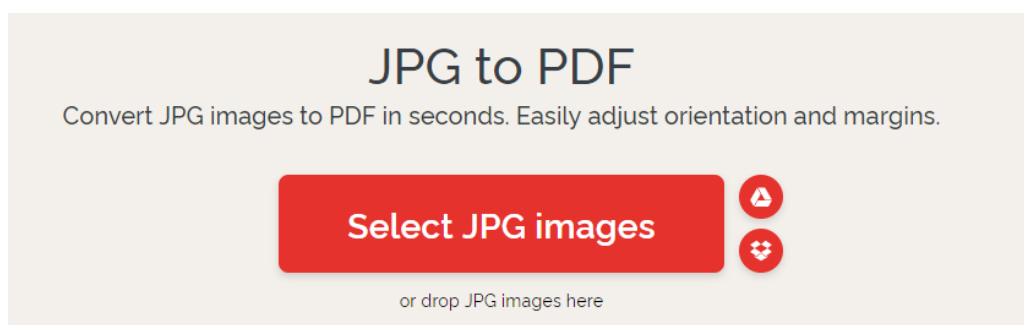 JPG to PDF
Convert JPG images to PDF in seconds. Easily adjust orientation and margins.
Select JPG images
or drop JPG images here